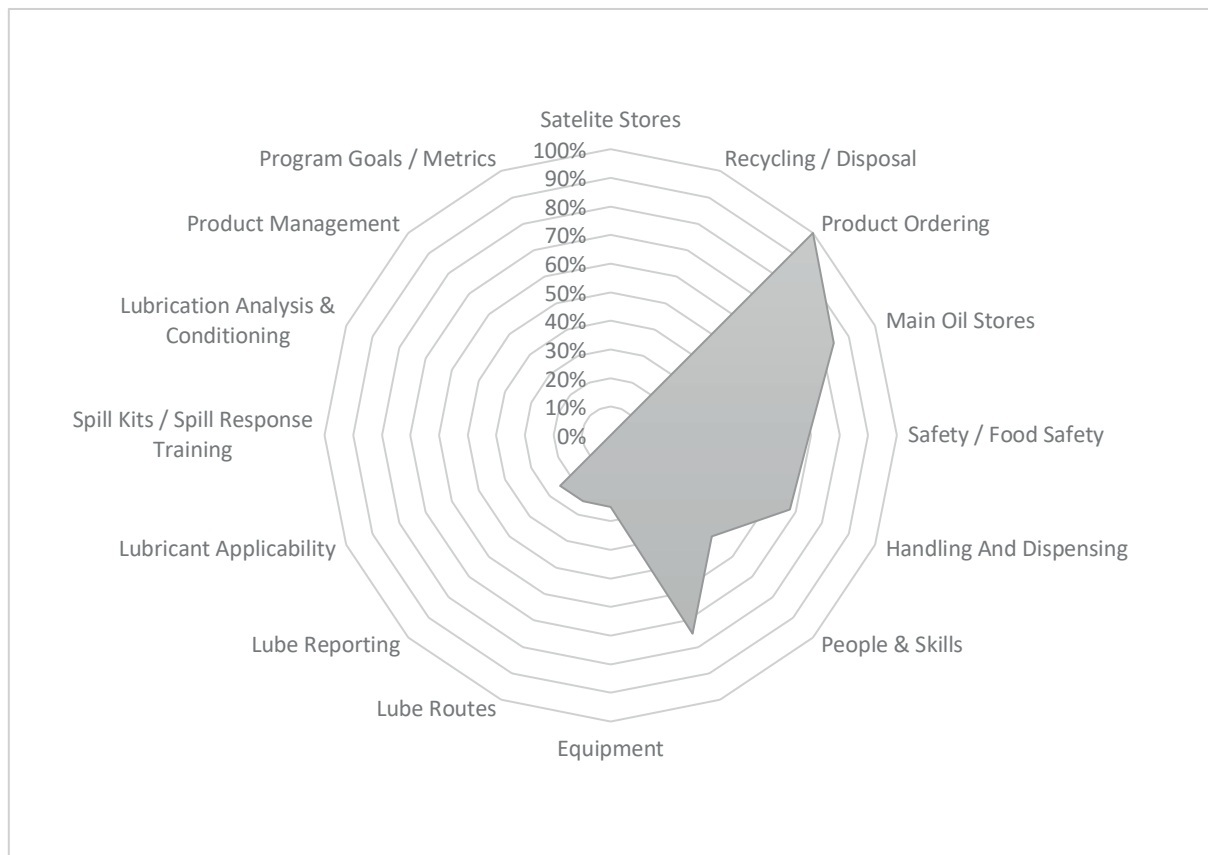 Satelite Stores
Recycling / Disposal
Product Ordering
Main Oil Stores
Safety / Food Safety
Handling And Dispensing
People & Skills
Equipment
Lube Routes
Lube Reporting
Lubricant Applicability
Spill Kits / Spill Response
Training
Lubrication Analysis &
Conditioning
Product Management
Program Goals / Metrics
100%
90%
80%
70%
60%
50%
40%
30%
20%
10%
0%